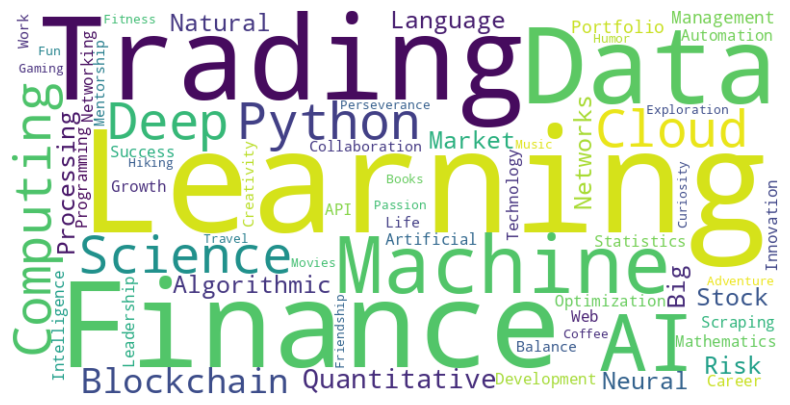 Trading
Data
Learning
Finance
Machine
AI
Computing
Science
Deep
Python
Cloud
Blockchain
Quantitative
Natural
Language
Portfolio
Management
Automation
Humor
Work
Fun
Fitness
Gaming
Networking
Mentorship
Programming
Processing
Success
Hiking
Growth
Creativity
Perseverance
Collaboration
Market
Music
Networks
Exploration
Technology
Books
Passion
API
Life
Artificial
Curiosity
Innovation
Statistics
Travel
Movies
Algorithmic
Intelligence
Leadership
Friendship
Optimization
Web
Coffee
Balance
Big
Adventure
Stock
Scraping
Mathematics
Risk
Career
Neural
Development